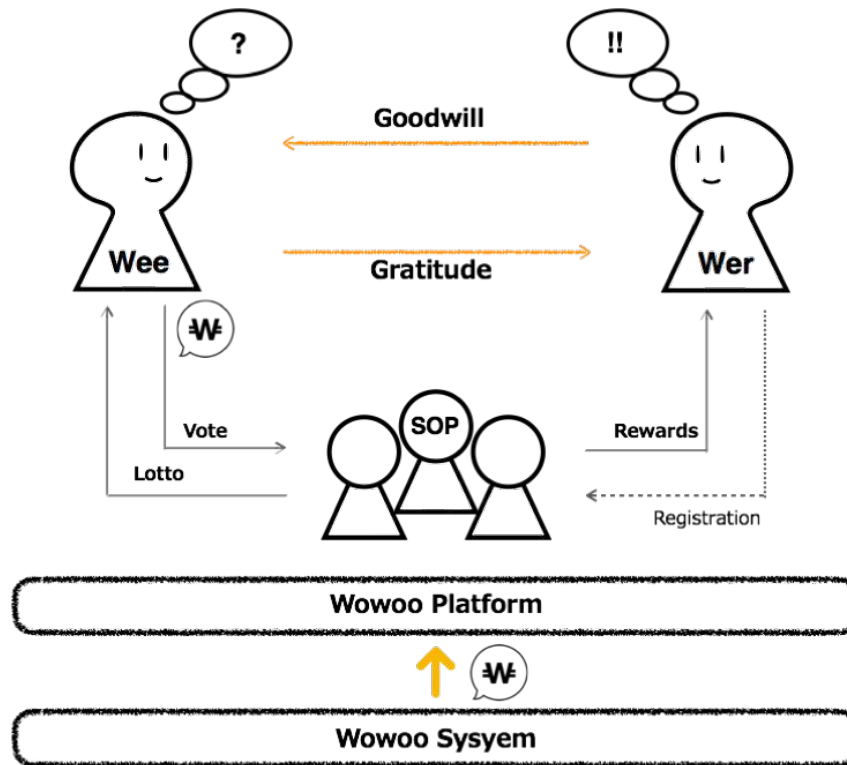 ?
!!
Goodwill
Gratitude
Wee
Wer
₩
Vote
Lotto
SOP
Rewards
Registration
Wowoo Platform
₩
Wowoo Sysyem